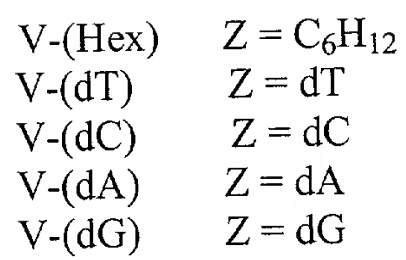 V-(Hex) Z = C₆H₁₂
V-(dT) Z = dT
V-(dC) Z = dC
V-(dA) Z = dA
V-(dG) Z = dG